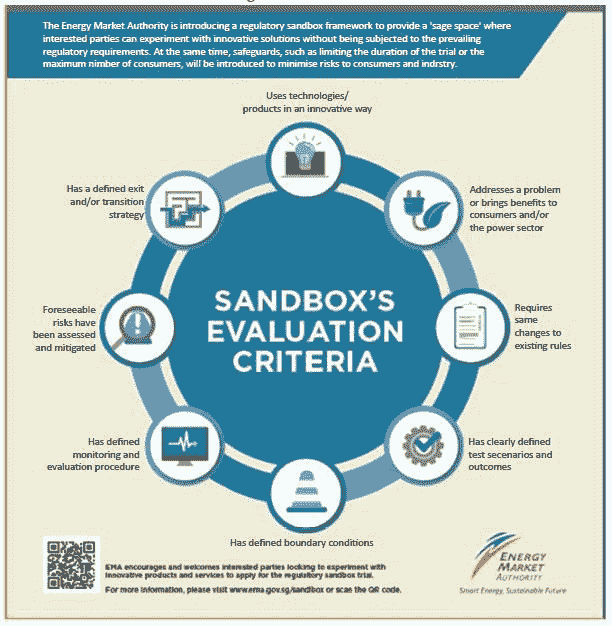 The Energy Market Authority is introducing a regulatory sandbox framework to provide a 'sage space' where
interested parties can experiment with innovative solutions without being subjected to the prevailing
regulatory requirements. At the same time, safeguards, such as limiting the duration of the trial or the
maximum nimber of consumers, will be introduced to minimise risks to consumers and indrstry.
Uses technologies/
products in an innovative way
Has a defined exit
and/or transition
strategy
Addresses a problem
or brings benefits to
consumers and/or
the power sector
Foreseeable
risks have
been assessed
and mitigated
SANDBOX'S
EVALUATION
CRITERIA
Requires
same
changes to
existing rules
Has defined
monitoring and
evaluation procedure
Has clearly defined
test secenarios and
outcomes
Has defined boundary conditions
EMA encourages and welcomes interested parties looking to experiment with
innovative products and services to apply for the regulatory sandbox trial.
For more information, please visit www.ema.gov.sg/sandbox or scae the QR code.
ENERGY
MARKET
AUTHORITY
Smart Energy, Sustainable Future